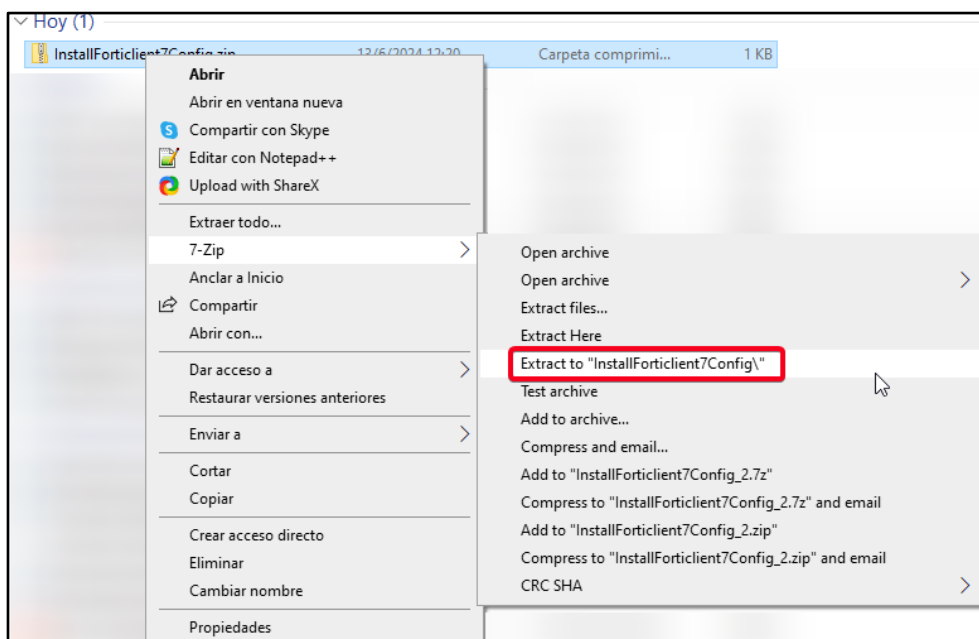 Hoy (1)
InstallForticlient7Config.zip 13/6/2024 12:20 Carpeta comprimi... 1 KB
Abrir
Abrir en ventana nueva
Compartir con Skype
Editar con Notepad++
Upload with ShareX
Extraer todo...
7-Zip
Anclar a Inicio
Compartir
Abrir con...
Dar acceso a
Restaurar versiones anteriores
Enviar a
Cortar
Copiar
Crear acceso directo
Eliminar
Cambiar nombre
Propiedades
Open archive
Open archive
Extract files...
Extract Here
Extract to "InstallForticlient7Config\"
Test archive
Add to archive...
Compress and email...
Add to "InstallForticlient7Config_2.7z"
Compress to "InstallForticlient7Config_2.7z" and email
Add to "InstallForticlient7Config_2.zip"
Compress to "InstallForticlient7Config_2.zip" and email
CRC SHA